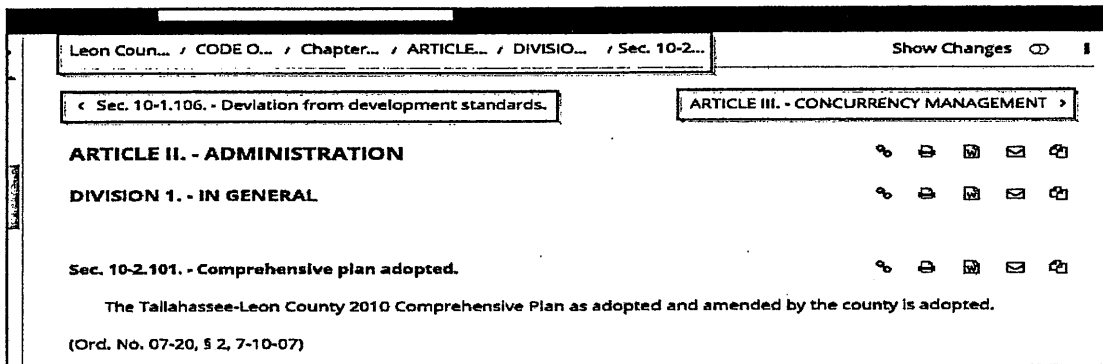 Leon Coun... / CODE O... / Chapter... / ARTICLE... / DIVISIO... / Sec. 10-2... Show Changes
< Sec. 10-1.106. - Deviation from development standards. ARTICLE III. - CONCURRENCY MANAGEMENT >
ARTICLE II. - ADMINISTRATION
DIVISION 1. - IN GENERAL
Sec. 10-2.101. - Comprehensive plan adopted.
The Tallahassee-Leon County 2010 Comprehensive Plan as adopted and amended by the county is adopted.
(Ord. No. 07-20, § 2, 7-10-07)